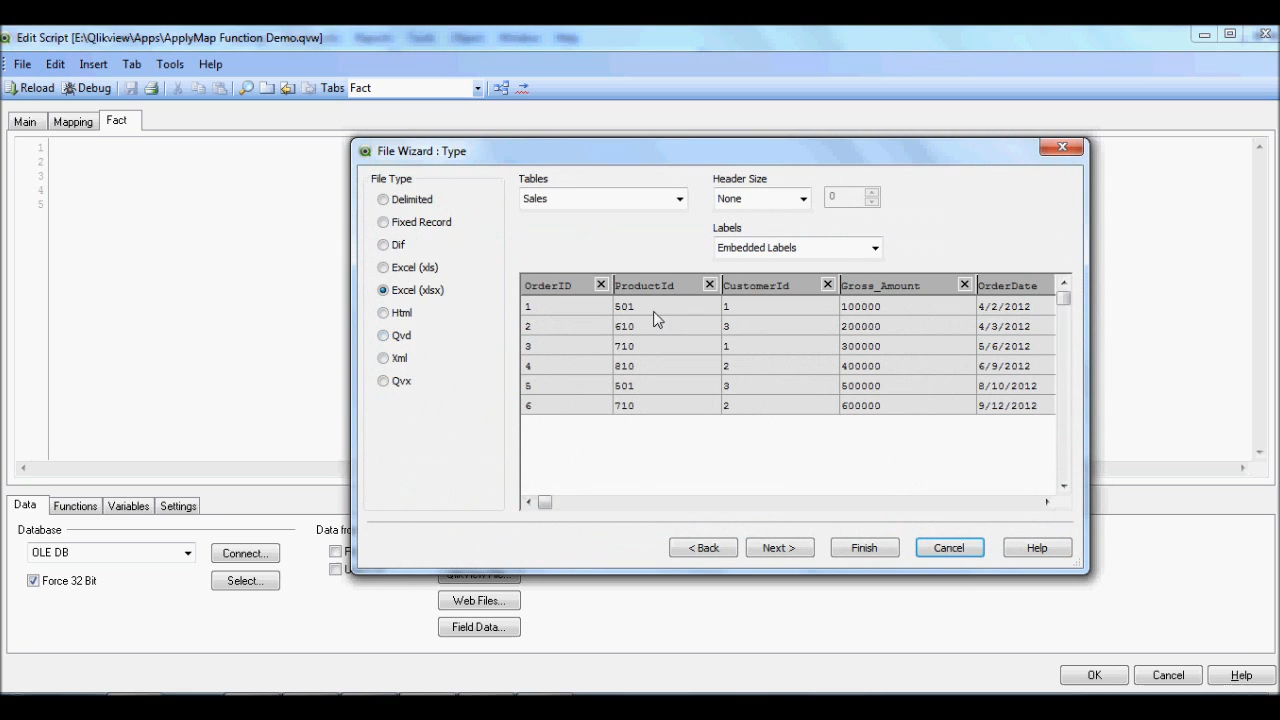 Edit Script [E:\Qlikview\Apps\ApplyMap Function Demo.qvw]
File Edit Insert Tab Tools Help
Reload Debug Tabs Fact
Main Mapping Fact
1
2
3
4
5
File Wizard : Type
File Type
Delimited
Fixed Record
Dif
Excel (xls)
Excel (xlsx)
Html
Qvd
Xml
Qvx
Tables
Sales
Header Size
None 0
Labels
Embedded Labels
OrderID ProductId CustomerId Gross_Amount OrderDate
1 501 1 100000 4/2/2012
2 610 3 200000 4/3/2012
3 710 1 300000 5/6/2012
4 810 2 400000 6/9/2012
5 501 3 500000 8/10/2012
6 710 2 600000 9/12/2012
< Back Next > Finish Cancel Help
Data Functions Variables Settings
Database
OLE DB Connect...
Force 32 Bit Select...
Data
Web Files...
Field Data...
OK Cancel Help